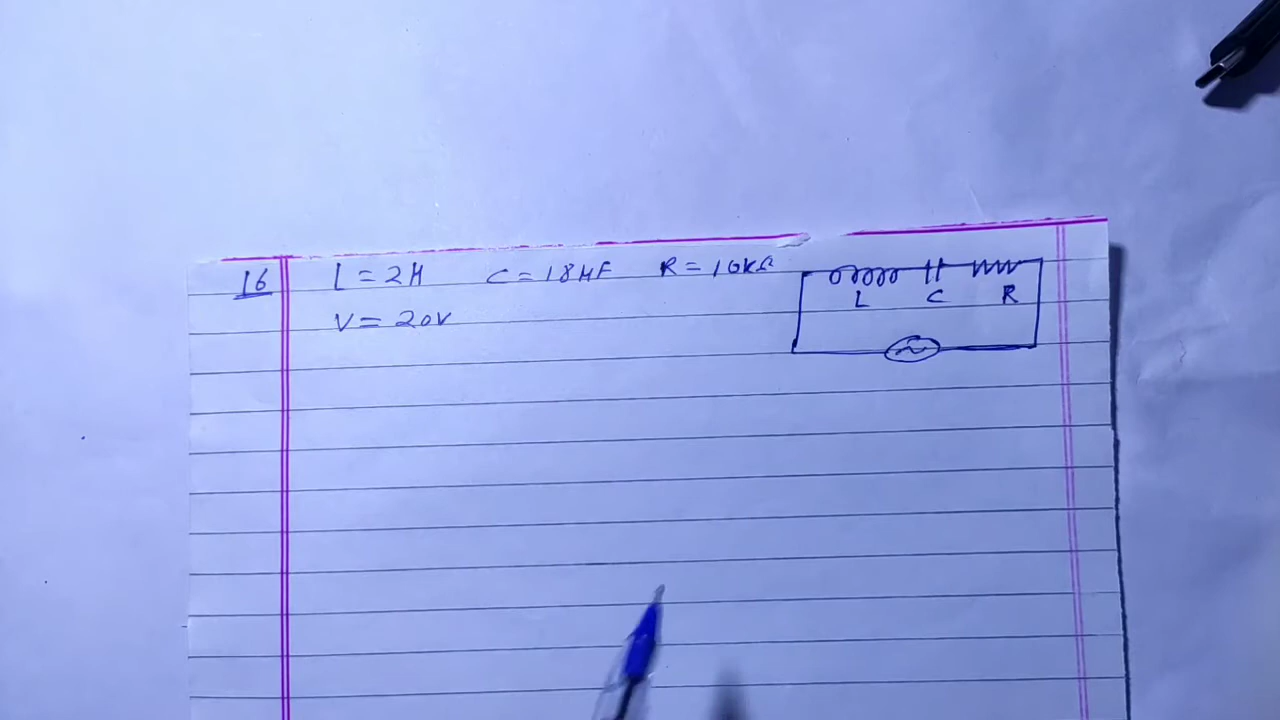 16 L = 2H C = 18μF R = 10kΩ
L C R
V = 20V